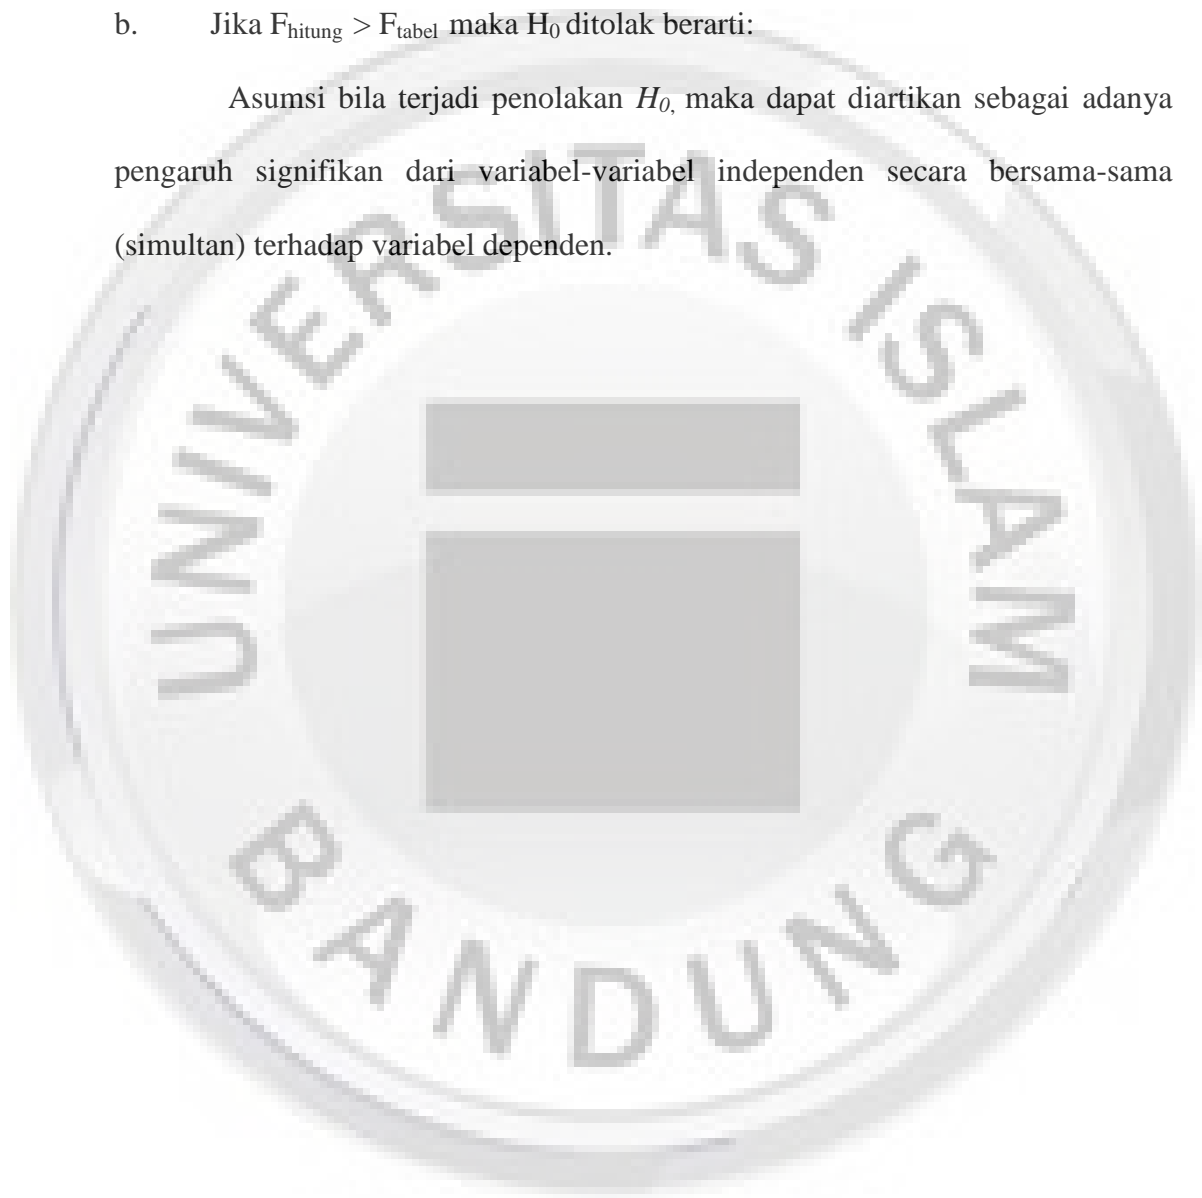 b. Jika Fhitung > Ftabel maka H0 ditolak berarti:
Asumsi bila terjadi penolakan H0, maka dapat diartikan sebagai adanya
pengaruh signifikan dari variabel-variabel independen secara bersama-sama
(simultan) terhadap variabel dependen.
UNIVERSITAS ISLAM
BANDUNG